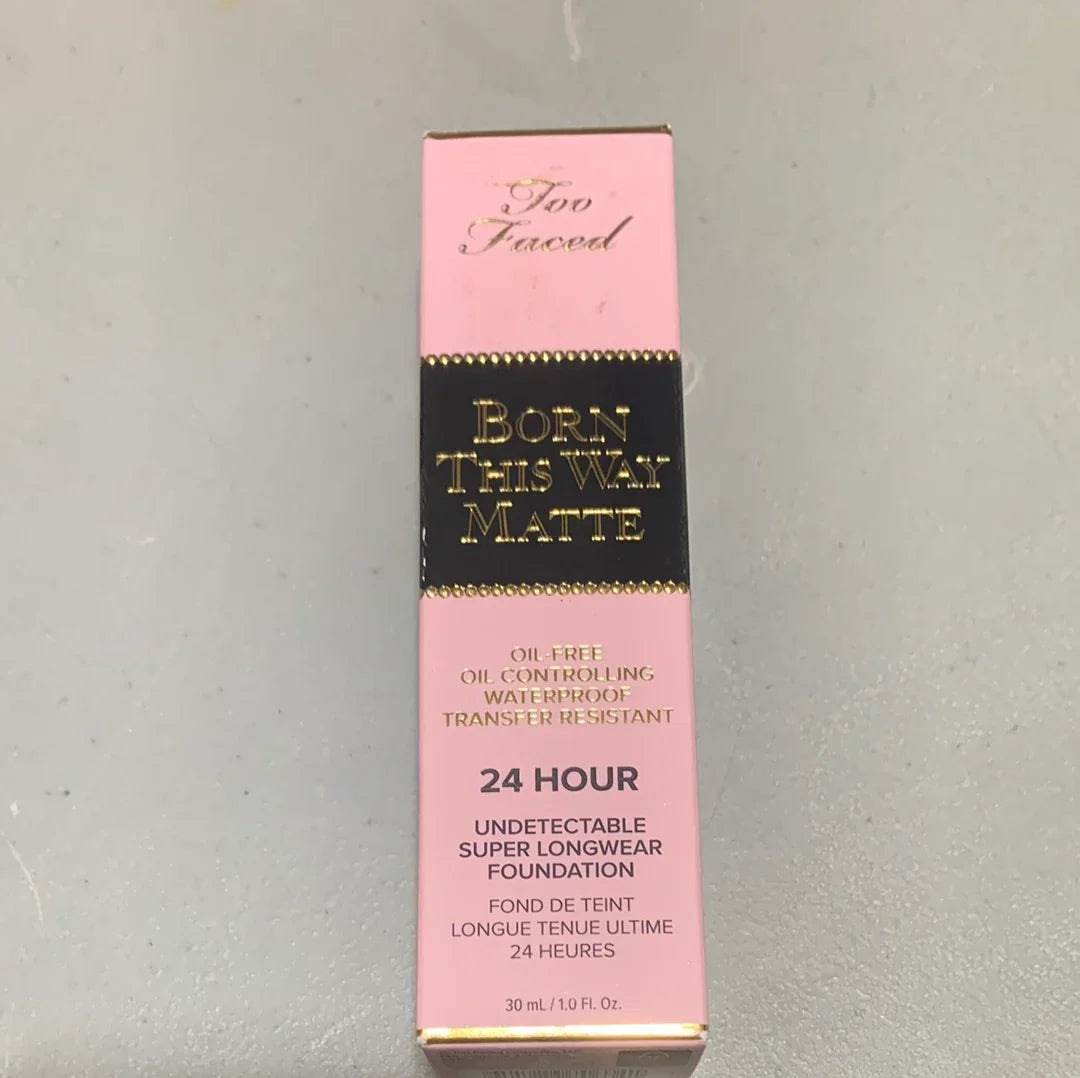 Too
Faced
BORN
THIS WAY
MATTE
OIL-FREE
OIL CONTROLLING
WATERPROOF
TRANSFER RESISTANT
24 HOUR
UNDETECTABLE
SUPER LONGWEAR
FOUNDATION
FOND DE TEINT
LONGUE TENUE ULTIME
24 HEURES
30 mL / 1.0 Fl. Oz.